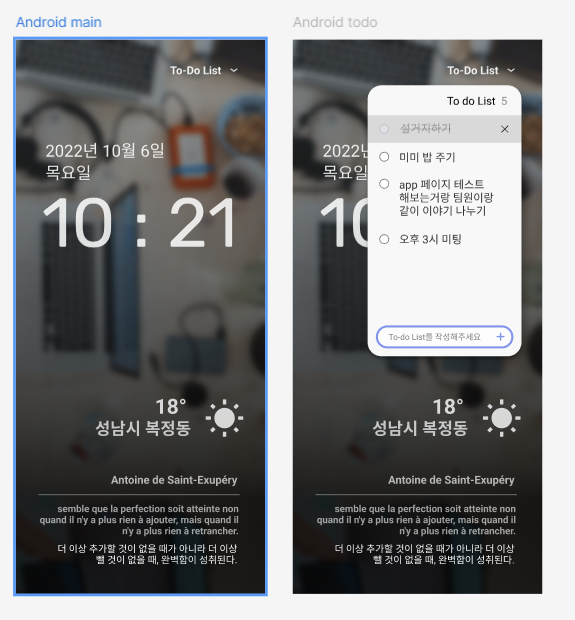 Android main
To-Do List
2022년 10월 6일
목요일
10 : 21
18°
성남시 복정동
Antoine de Saint-Exupéry
semble que la perfection soit atteinte non
quand il n'y a plus rien à ajouter, mais quand il
n'y a plus rien à retrancher.
더 이상 추가할 것이 없을 때가 아니라 더 이상
뺄 것이 없을 때, 완벽함이 성취된다.
Android todo
To-Do List
To do List 5
설거지하기
미미 밥 주기
app 페이지 테스트
해보는거랑 팀원이랑
같이 이야기 나누기
오후 3시 미팅
To-do List를 작성해주세요
2022년
목요일
10
18°
성남시 복정동
Antoine de Saint-Exupéry
semble que la perfection soit atteinte non
quand il n'y a plus rien à ajouter, mais quand il
n'y a plus rien à retrancher.
더 이상 추가할 것이 없을 때가 아니라 더 이상
뺄 것이 없을 때, 완벽함이 성취된다.